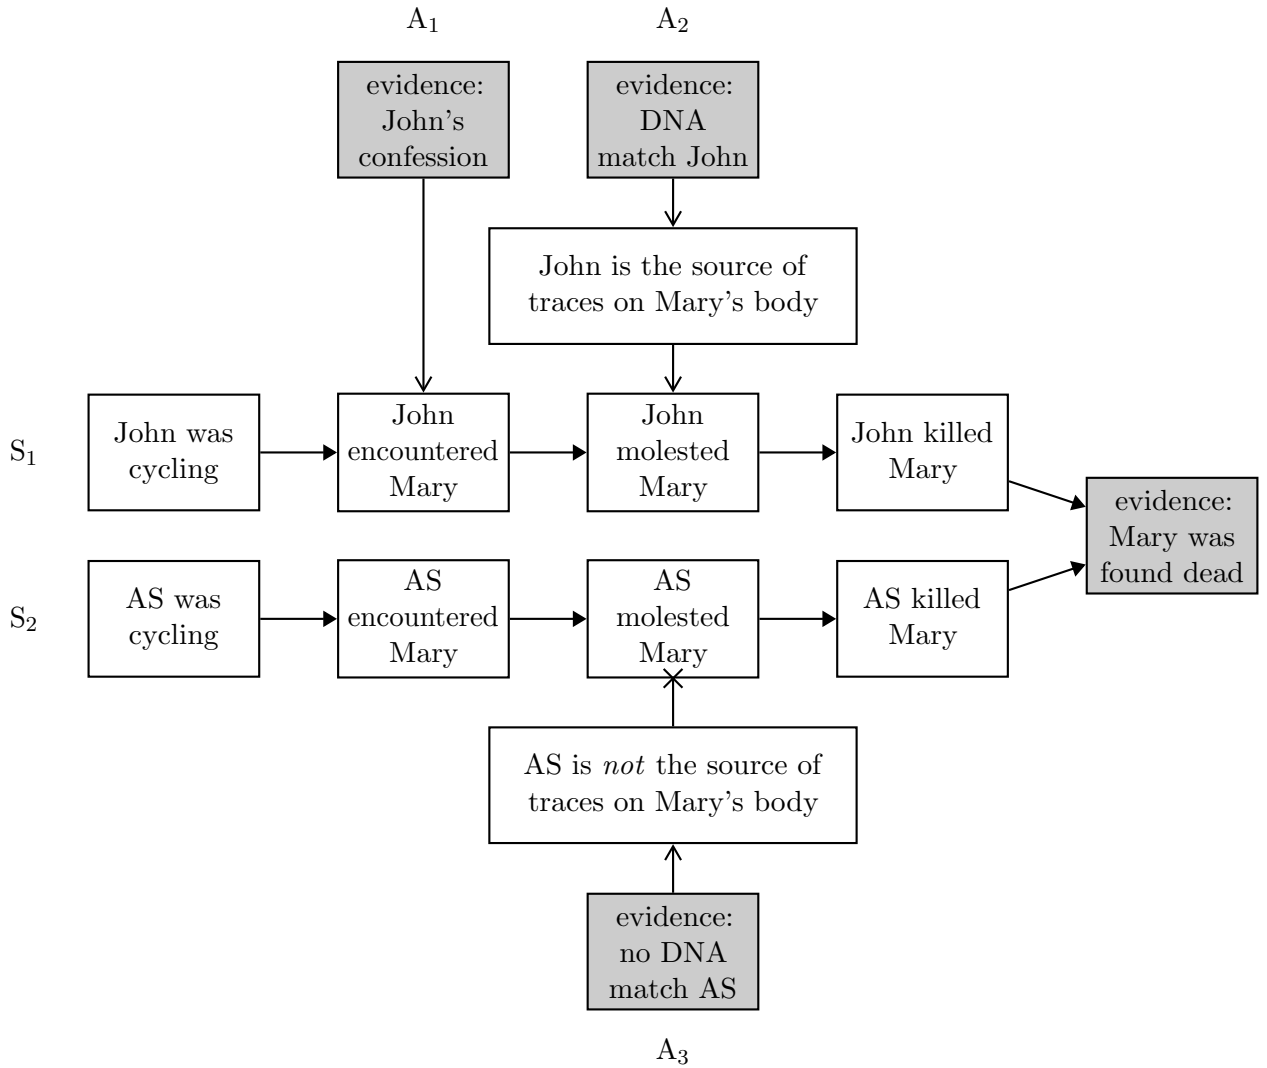 A₁
A₂
evidence:
John's
confession
evidence:
DNA
match John
John is the source of
traces on Mary's body
S₁
John was
cycling
John
encountered
Mary
John
molested
Mary
John killed
Mary
evidence:
Mary was
found dead
S₂
AS was
cycling
AS
encountered
Mary
AS
molested
Mary
AS killed
Mary
AS is not the source of
traces on Mary's body
evidence:
no DNA
match AS
A₃